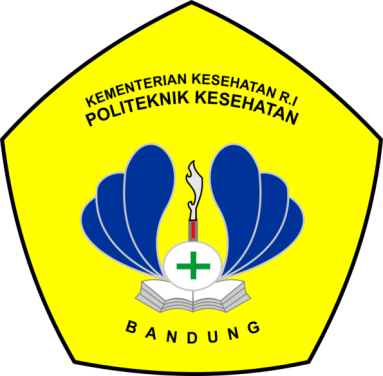 KEMENTERIAN KESEHATAN R.I
POLITEKNIK KESEHATAN
BANDUNG